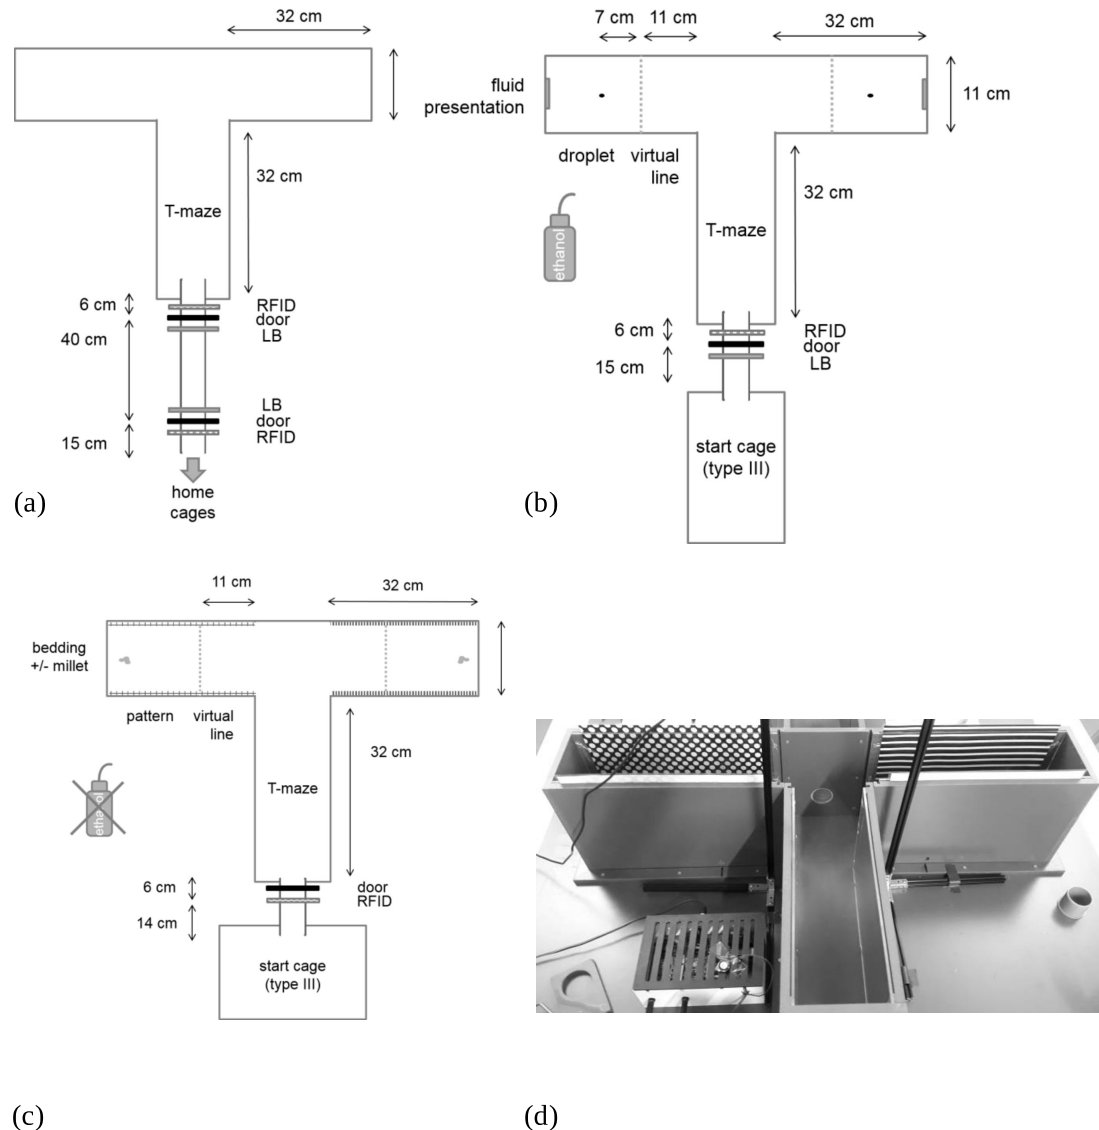 32 cm
32 cm
T-maze
6 cm
RFID
door
LB
40 cm
LB
door
RFID
15 cm
home
cages
(a)
7 cm
11 cm
32 cm
fluid
presentation
11 cm
droplet
virtual
line
32 cm
ethanol
T-maze
6 cm
RFID
door
LB
15 cm
start cage
(type III)
(b)
11 cm
32 cm
bedding
+/- millet
pattern
virtual
line
32 cm
T-maze
ethanol
6 cm
door
RFID
14 cm
start cage
(type III)
(c)
(d)